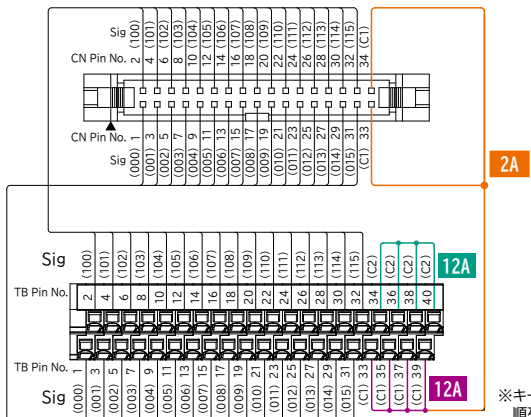 Sig (100) (101) (102) (103) (104) (105) (106) (107) (108) (109) (110) (111) (112) (113) (114) (115) (C1)
CN Pin No. 2 4 6 8 10 12 14 16 18 20 22 24 26 28 30 32 34
CN Pin No. 1 3 5 7 9 11 13 15 17 19 21 23 25 27 29 31 33
Sig (000) (001) (002) (003) (004) (005) (006) (007) (008) (009) (010) (011) (012) (013) (014) (015) (C1)
2A
Sig (100) (101) (102) (103) (104) (105) (106) (107) (108) (109) (110) (111) (112) (113) (114) (115) (C2) (C2) (C2) (C2)
12A
TB Pin No. 2 4 6 8 10 12 14 16 18 20 22 24 26 28 30 32 34 36 38 40
TB Pin No. 1 3 5 7 9 11 13 15 17 19 21 23 25 27 29 31 33 35 37 39
Sig (000) (001) (002) (003) (004) (005) (006) (007) (008) (009) (010) (011) (012) (013) (014) (015) (C1) (C1) (C1) (C1)
12A
※キ
順